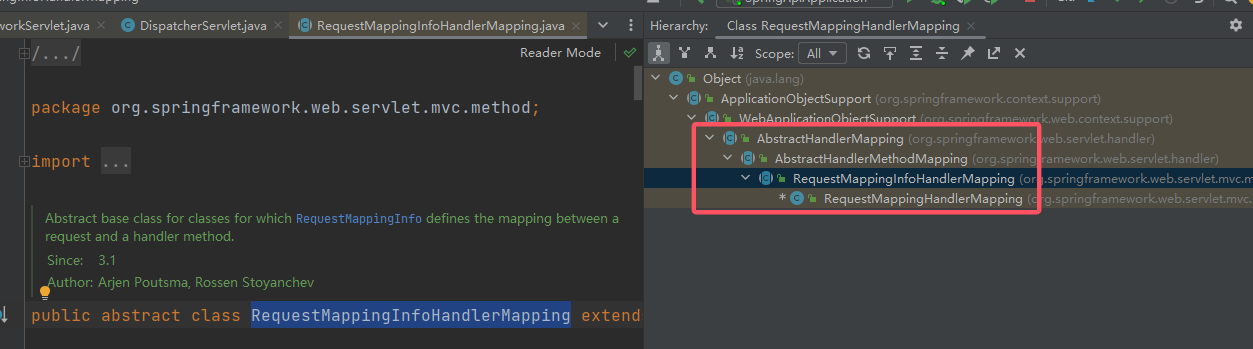 workServlet.java DispatcherServlet.java RequestMappingInfoHandlerMapping.java
/.../
Reader Mode
package org.springframework.web.servlet.mvc.method;
import ...
Abstract base class for classes for which RequestMappingInfo defines the mapping between a
request and a handler method.
Since: 3.1
Author: Arjen Poutsma, Rossen Stoyanchev
public abstract class RequestMappingInfoHandlerMapping extend
Hierarchy: Class RequestMappingHandlerMapping
Scope: All
Object (java.lang)
ApplicationObjectSupport (org.springframework.context.support)
WebApplicationObjectSupport (org.springframework.web.context.support)
AbstractHandlerMapping (org.springframework.web.servlet.handler)
AbstractHandlerMethodMapping (org.springframework.web.servlet.handler)
RequestMappingInfoHandlerMapping (org.springframework.web.servlet.mvc.m
* RequestMappingHandlerMapping (org.springframework.web.servlet.mvc.